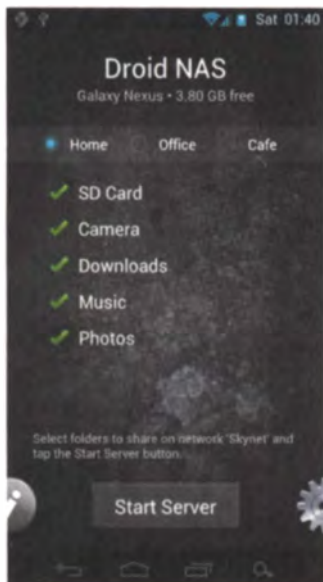 Sat 01:40
Droid NAS
Galaxy Nexus • 3,80 GB free
Home Office Cafe
SD Card
Camera
Downloads
Music
Photos
Select folders to share on network 'Skynet' and
tap the Start Server button.
Start Server